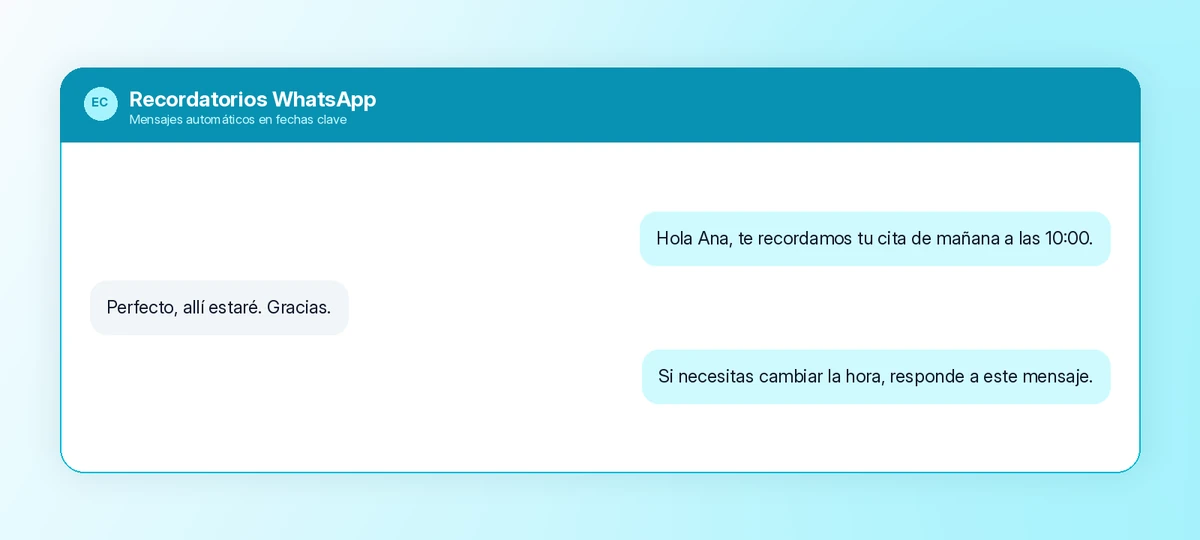 EC
Recordatorios WhatsApp
Mensajes automáticos en fechas clave
Hola Ana, te recordamos tu cita de mañana a las 10:00.
Perfecto, allí estaré. Gracias.
Si necesitas cambiar la hora, responde a este mensaje.